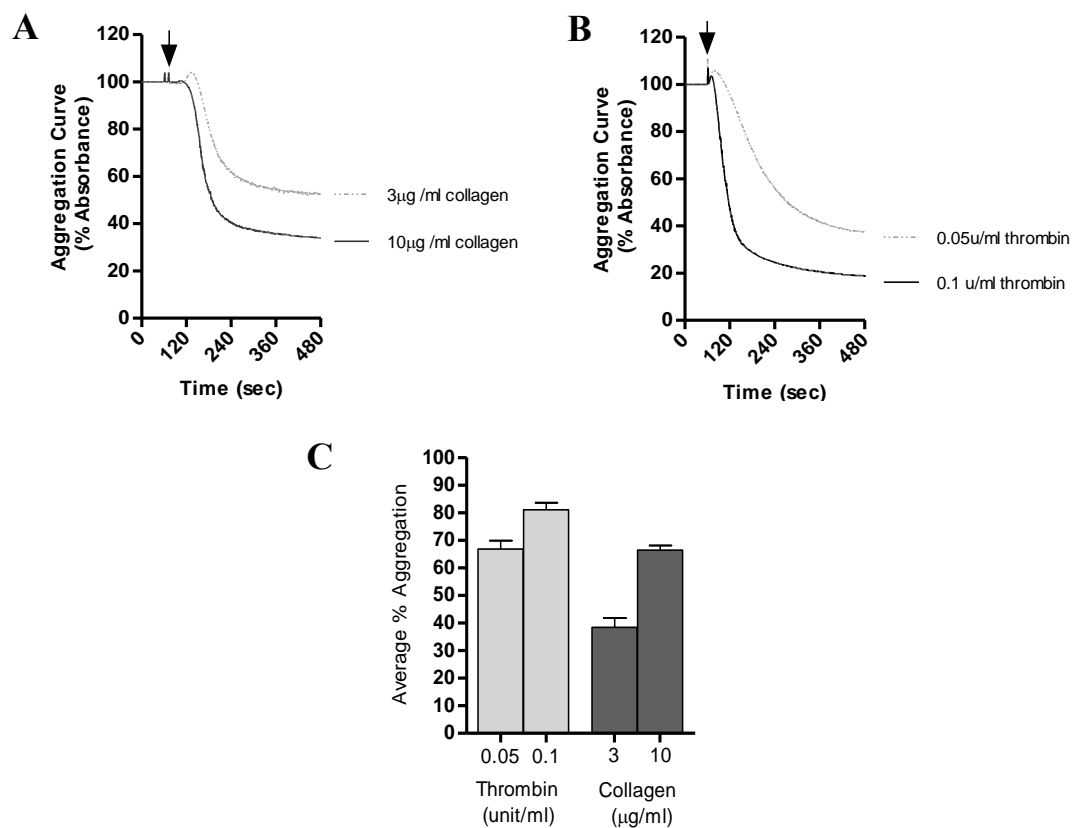 A
120
100
80
60
40
20
0
Aggregation Curve
(% Absorbance)
0 120 240 360 480
Time (sec)
3µg /ml collagen
10µg /ml collagen
B
120
100
80
60
40
20
0
Aggregation Curve
(% Absorbance)
0 120 240 360 480
Time (sec)
0.05u/ml thrombin
0.1 u/ml thrombin
C
100
90
80
70
60
50
40
30
20
10
0
Average % Aggregation
0.05 0.1 3 10
Thrombin Collagen
(unit/ml) (µg/ml)